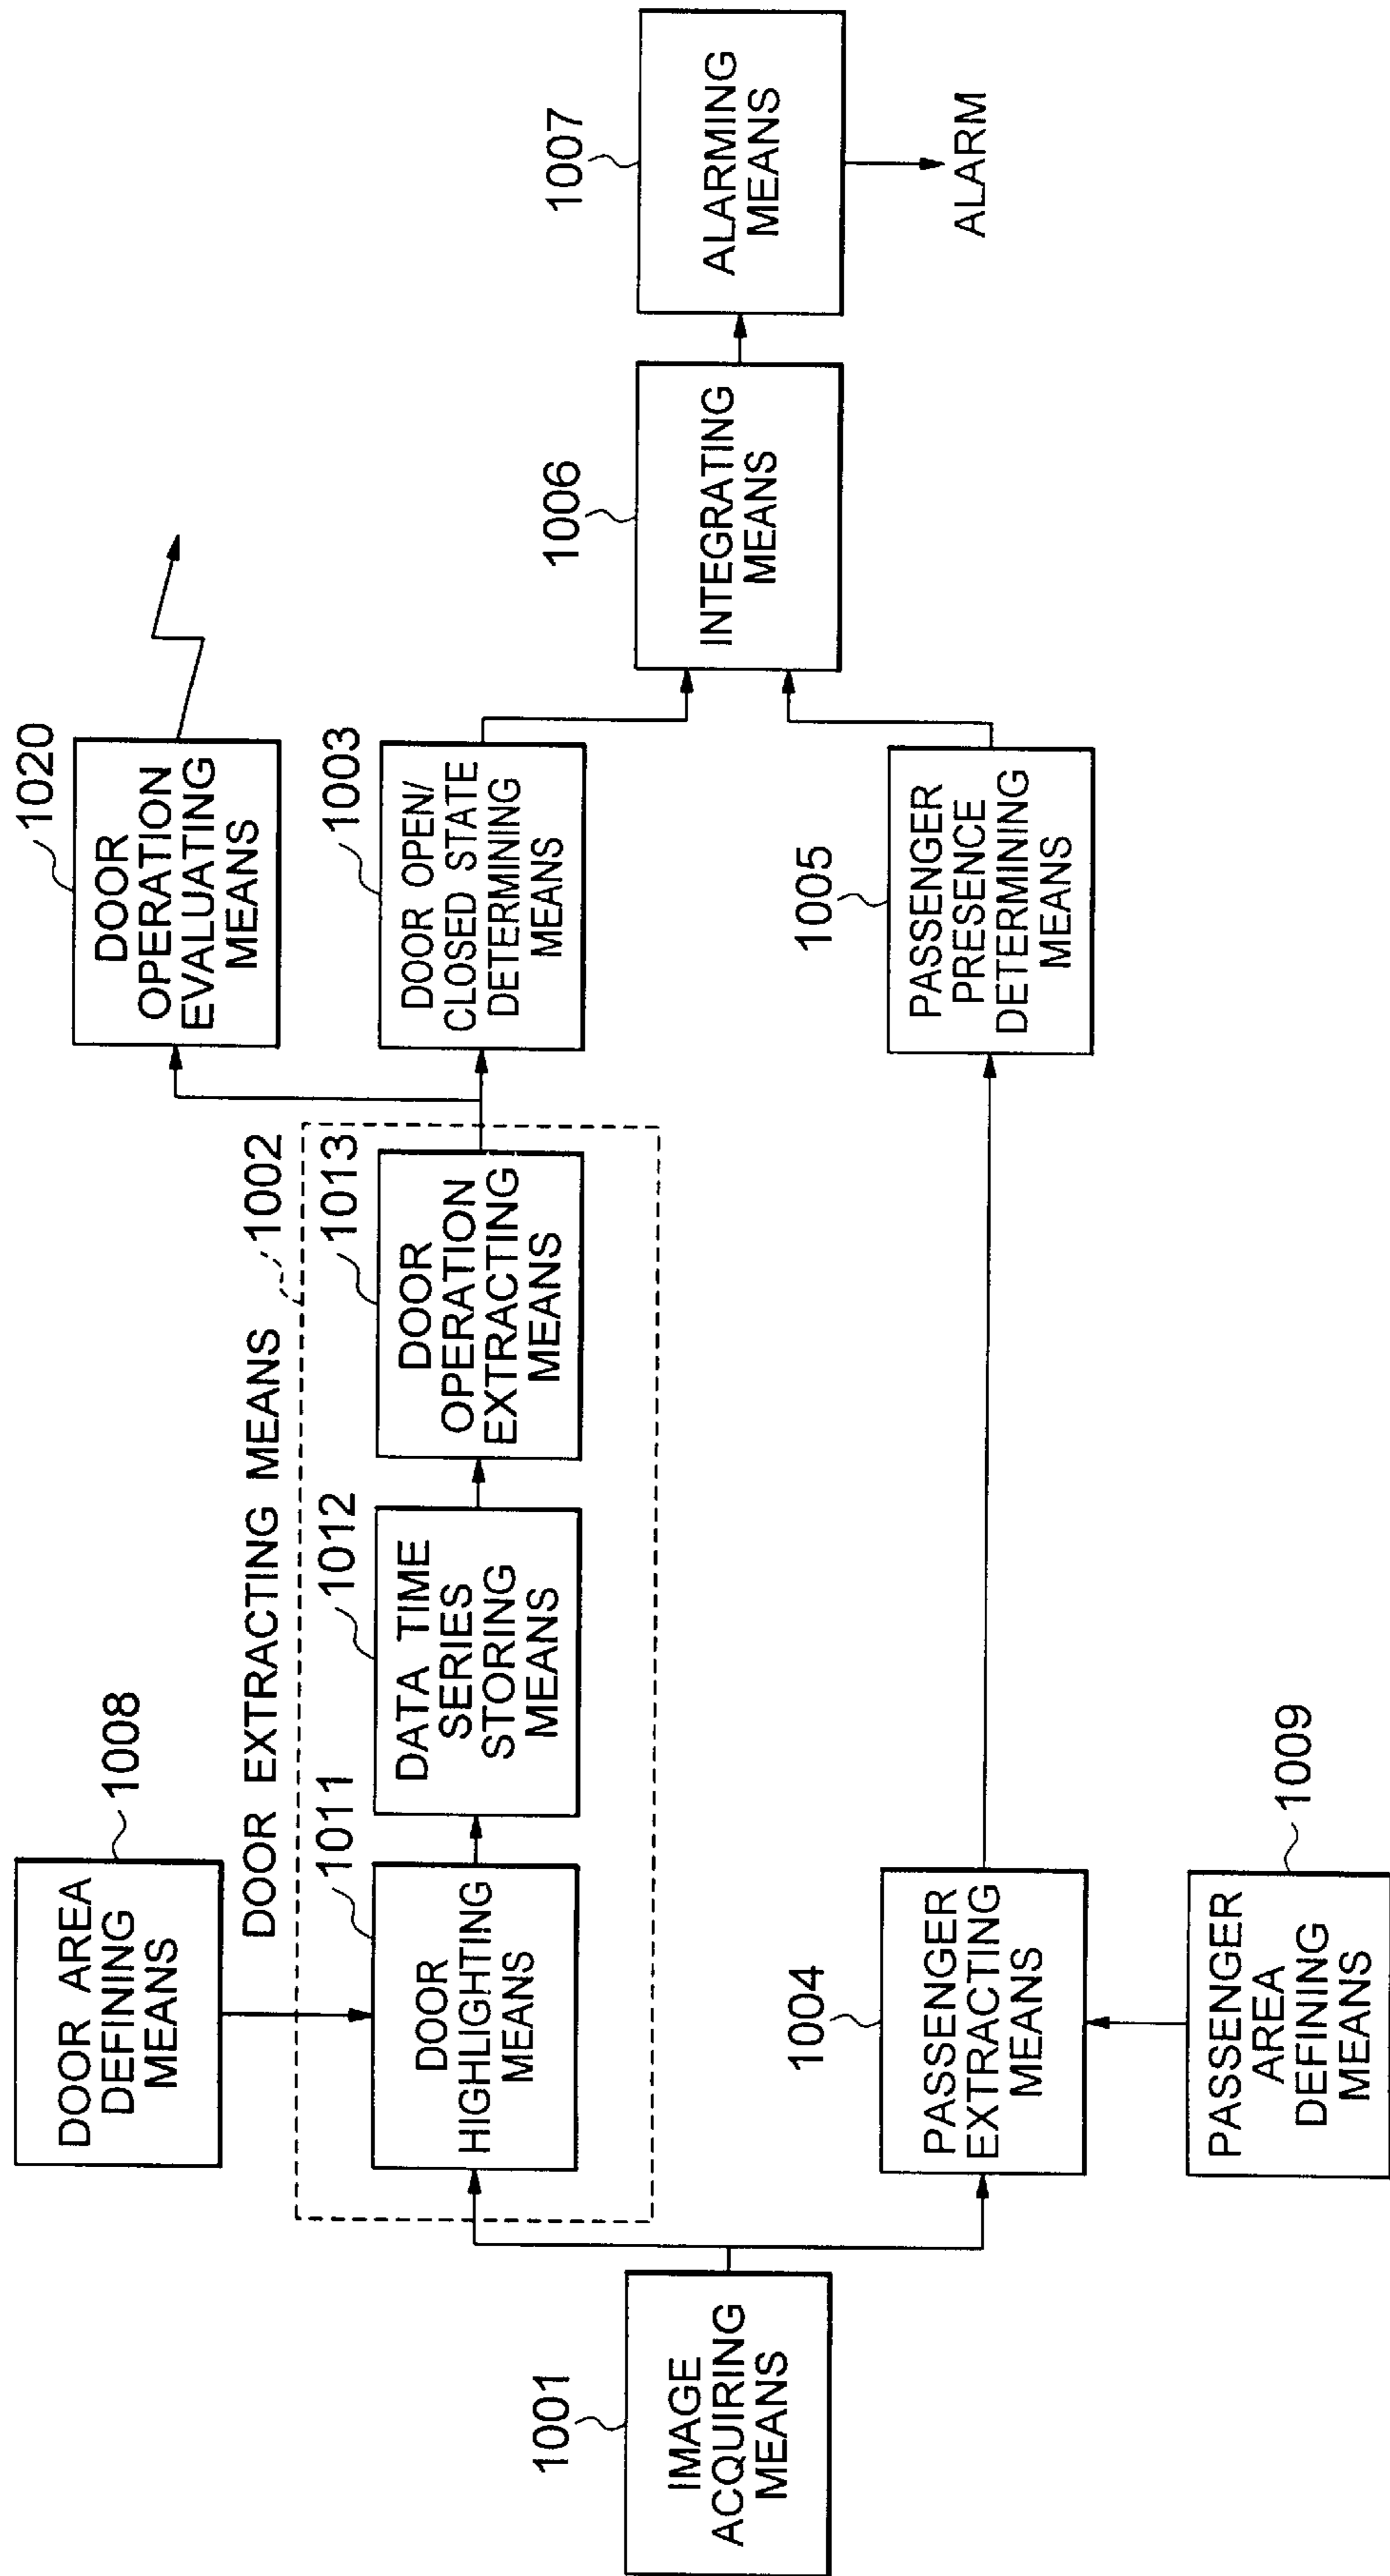 1008
DOOR AREA
DEFINING
MEANS
DOOR EXTRACTING MEANS
1002
1020
DOOR
OPERATION
EVALUATING
MEANS
1011
DOOR
HIGHLIGHTING
MEANS
1012
DATA TIME
SERIES
STORING
MEANS
1013
DOOR
OPERATION
EXTRACTING
MEANS
1003
DOOR OPEN/
CLOSED STATE
DETERMINING
MEANS
1001
IMAGE
ACQUIRING
MEANS
1006
INTEGRATING
MEANS
1007
ALARMING
MEANS
ALARM
1004
PASSENGER
EXTRACTING
MEANS
1005
PASSENGER
PRESENCE
DETERMINING
MEANS
1009
PASSENGER
AREA
DEFINING
MEANS